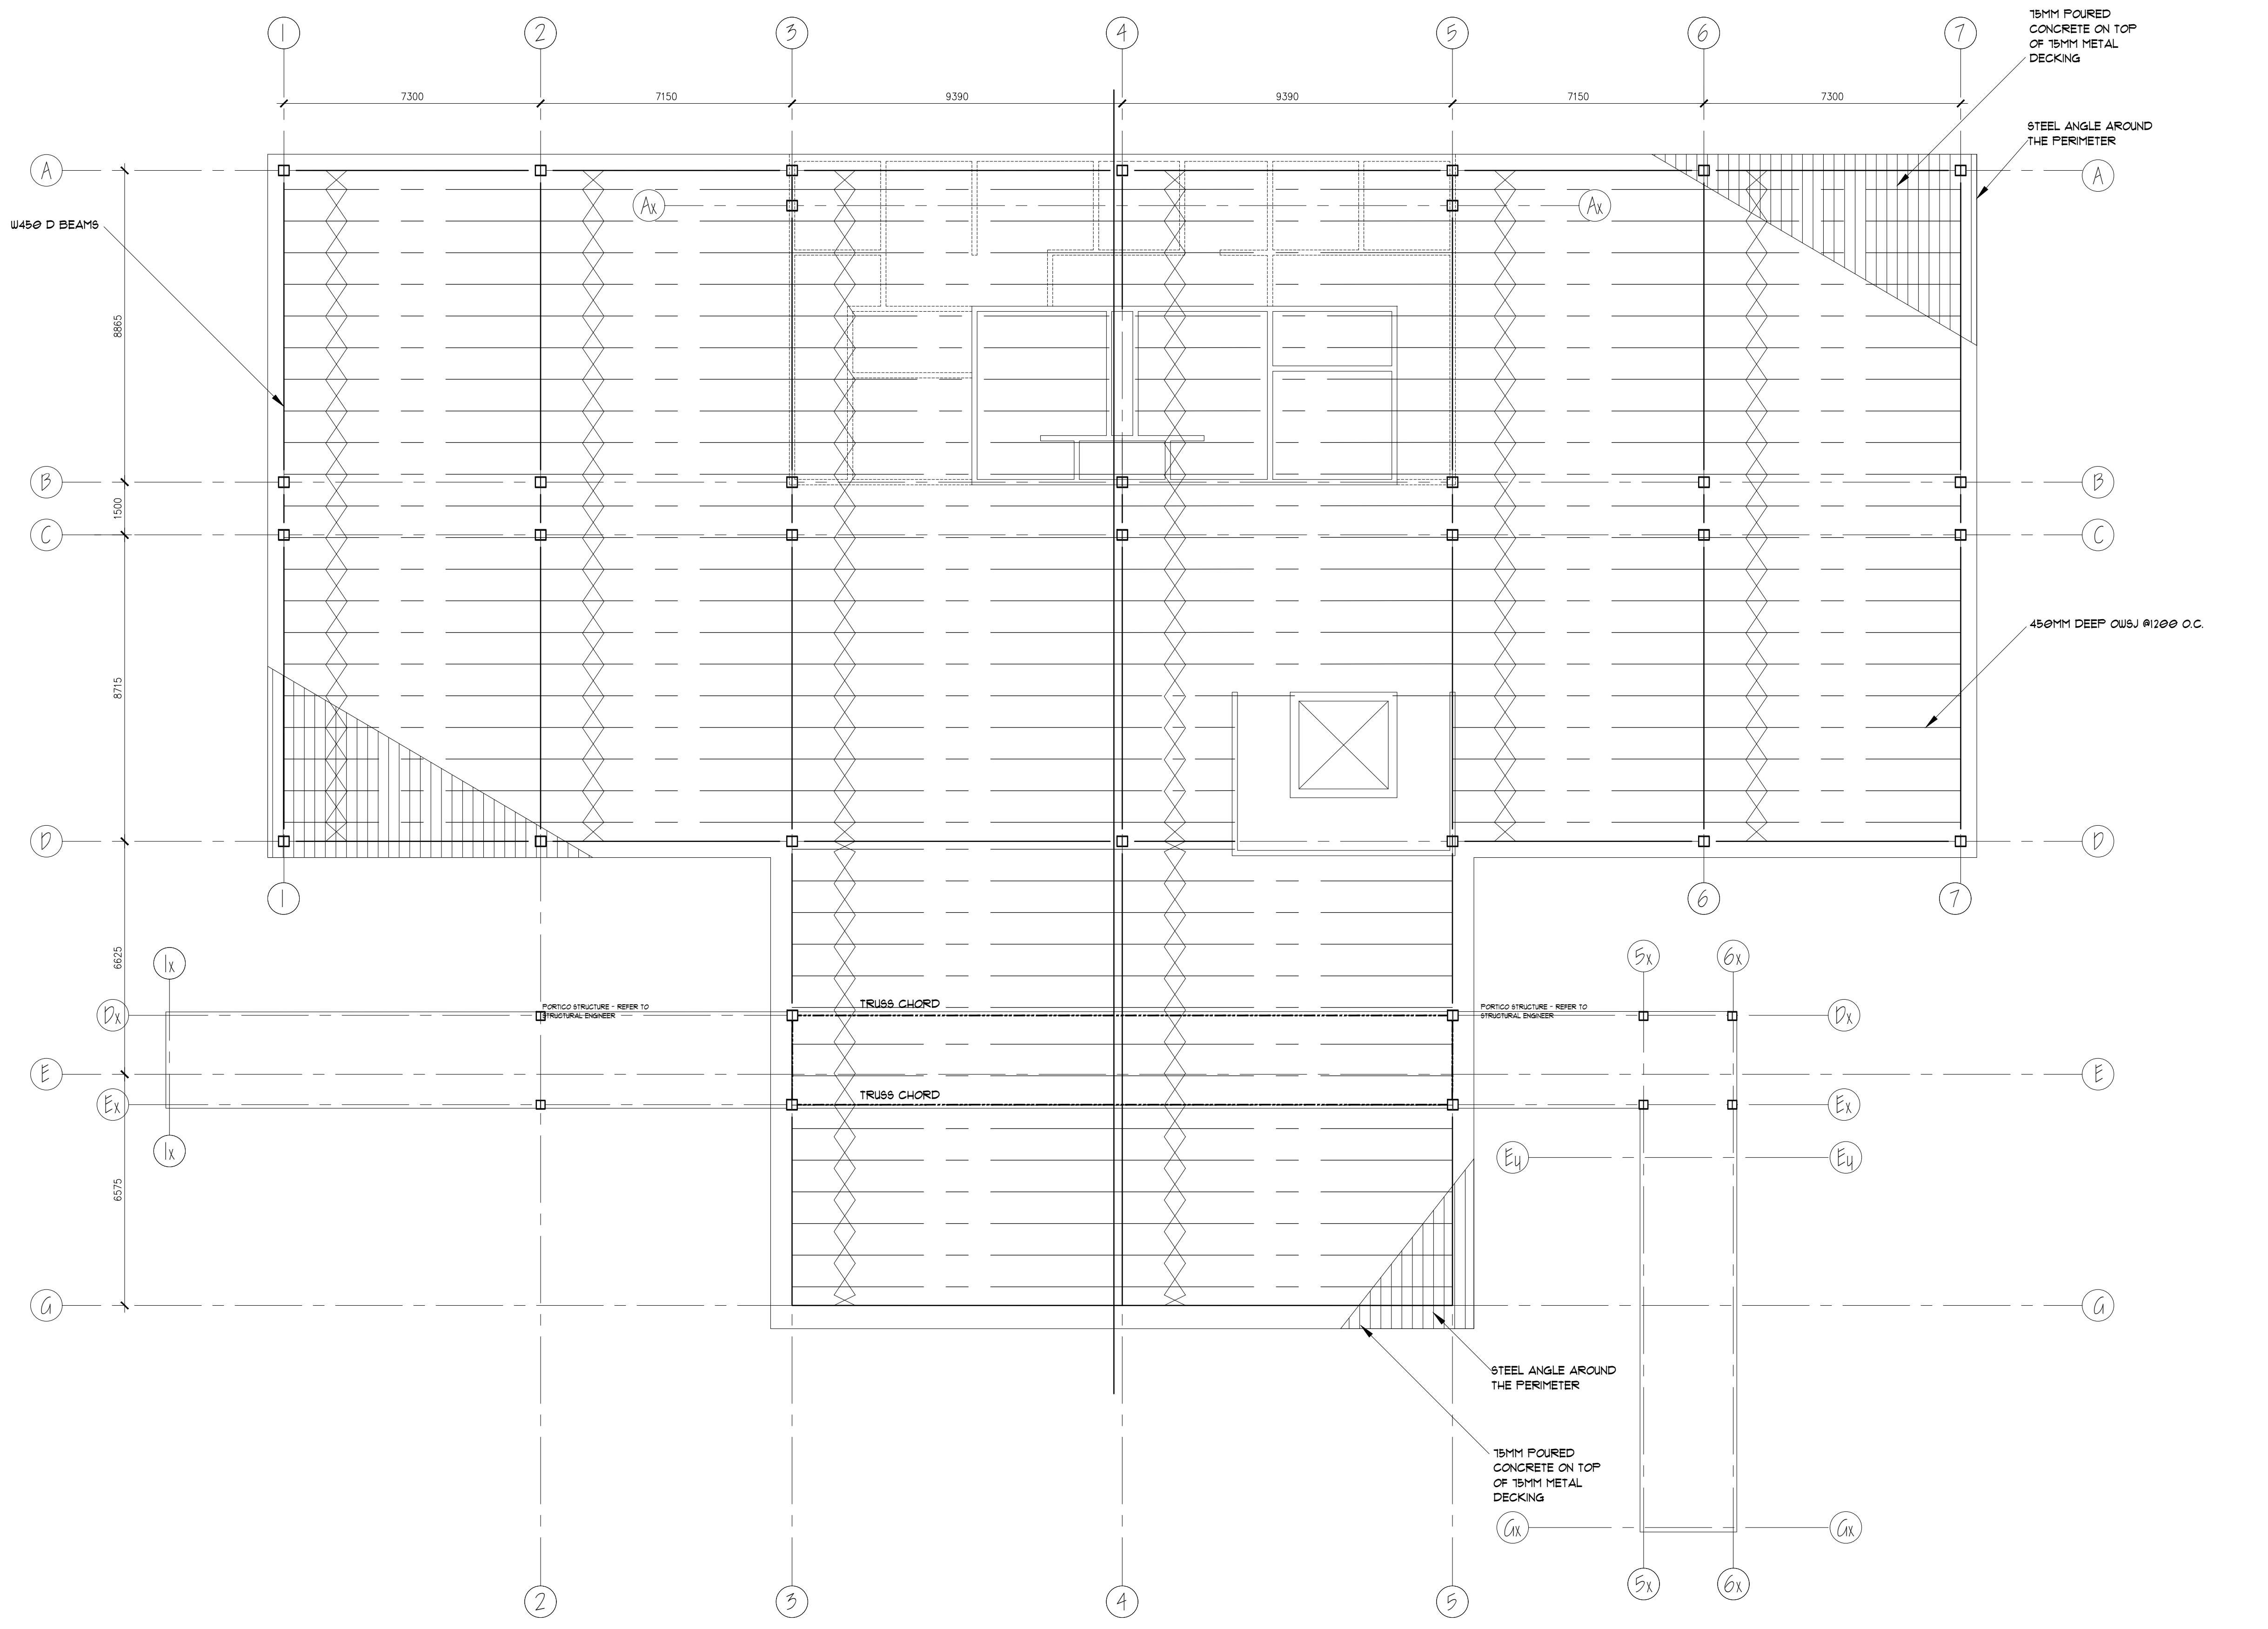 1 2 3 4 5 6 7
75MM POURED
CONCRETE ON TOP
OF 75MM METAL
DECKING
7300 7150 9390 9390 7150 7300
STEEL ANGLE AROUND
THE PERIMETER
A A
Ax Ax
W450 D BEAMS
8865
B B
1500
C C
450MM DEEP OWSJ @1200 O.C.
8715
D D
1 6 7
6625
1x 5x 6x
PORTICO STRUCTURE - REFER TO
STRUCTURAL ENGINEER
TRUSS CHORD
PORTICO STRUCTURE - REFER TO
STRUCTURAL ENGINEER
Dx Dx
E E
TRUSS CHORD
Ex Ex
1x
Ey Ey
6575
G G
STEEL ANGLE AROUND
THE PERIMETER
75MM POURED
CONCRETE ON TOP
OF 75MM METAL
DECKING
Gx Gx
5x 6x
2 3 4 5